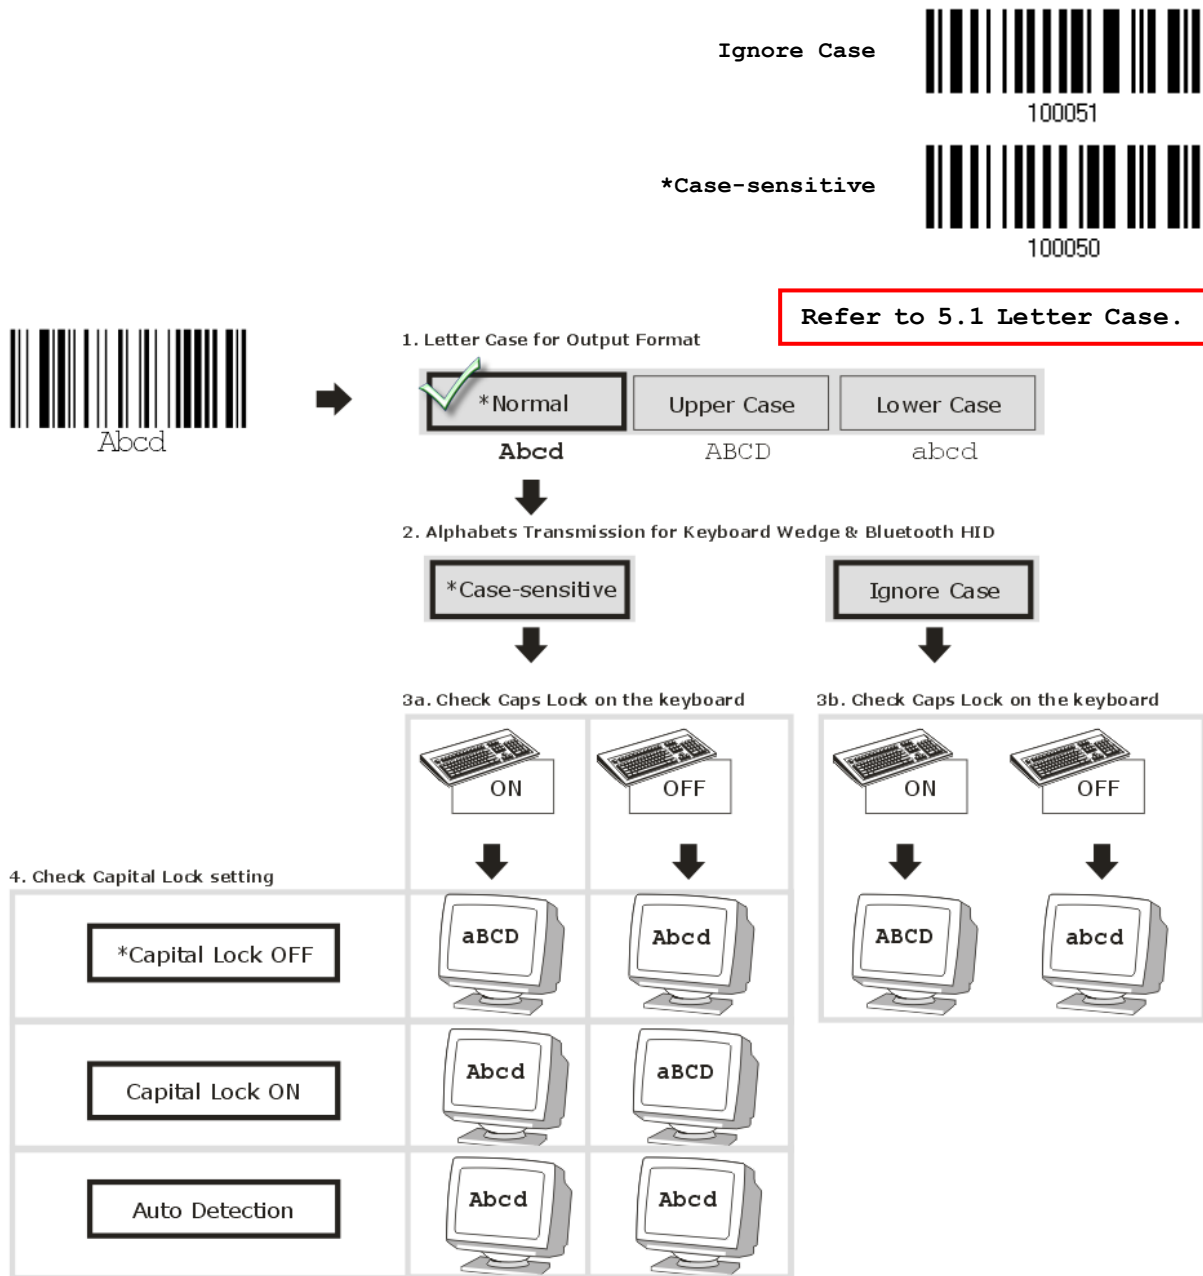 Ignore Case
100051
*Case-sensitive
100050
Refer to 5.1 Letter Case.
1. Letter Case for Output Format
Abcd
*Normal Upper Case Lower Case
Abcd ABCD abcd
2. Alphabets Transmission for Keyboard Wedge & Bluetooth HID
*Case-sensitive Ignore Case
3a. Check Caps Lock on the keyboard 3b. Check Caps Lock on the keyboard
ON OFF ON OFF
4. Check Capital Lock setting
*Capital Lock OFF aBCD Abcd ABCD abcd
Capital Lock ON Abcd aBCD
Auto Detection Abcd Abcd